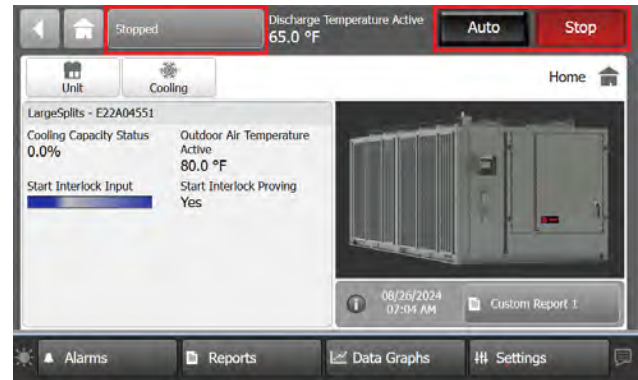 Stopped
Discharge Temperature Active
65.0 °F
Auto
Stop
Unit
Cooling
Home
LargeSplits - E22A04551
Cooling Capacity Status
0.0%
Outdoor Air Temperature
Active
80.0 °F
Start Interlock Input
Start Interlock Proving
Yes
08/26/2024
07:04 AM
Custom Report 1
Alarms
Reports
Data Graphs
Settings